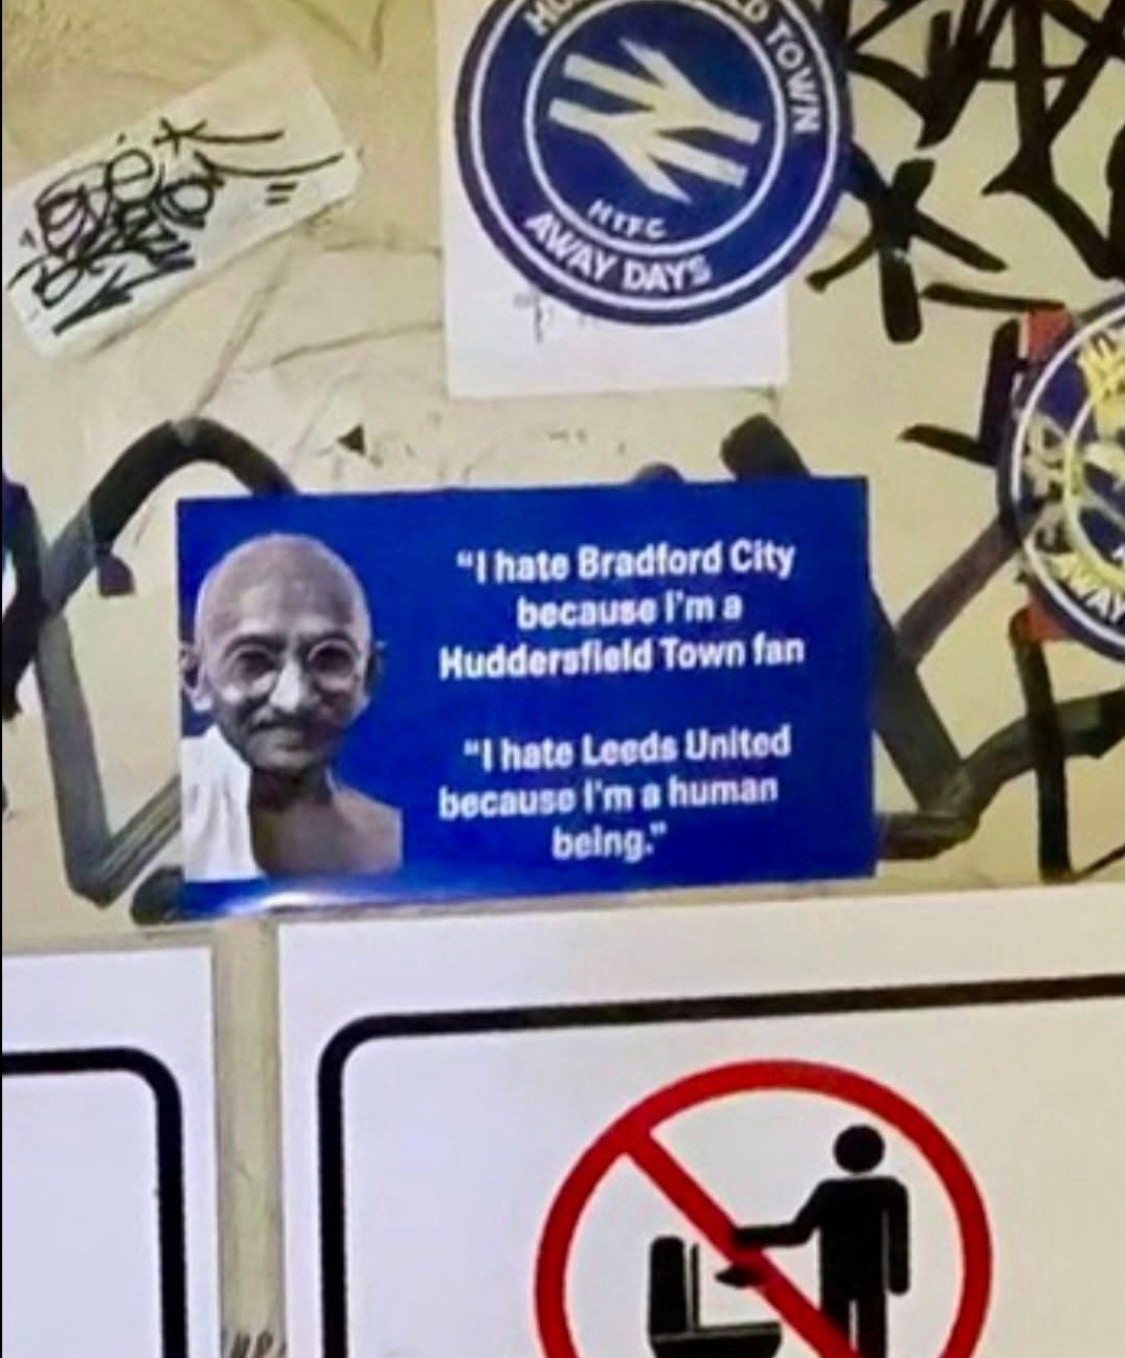 TOWN
HTFC
AWAY DAYS
“I hate Bradford City
because I'm a
Huddersfield Town fan
“I hate Leeds United
because I'm a human
being.”